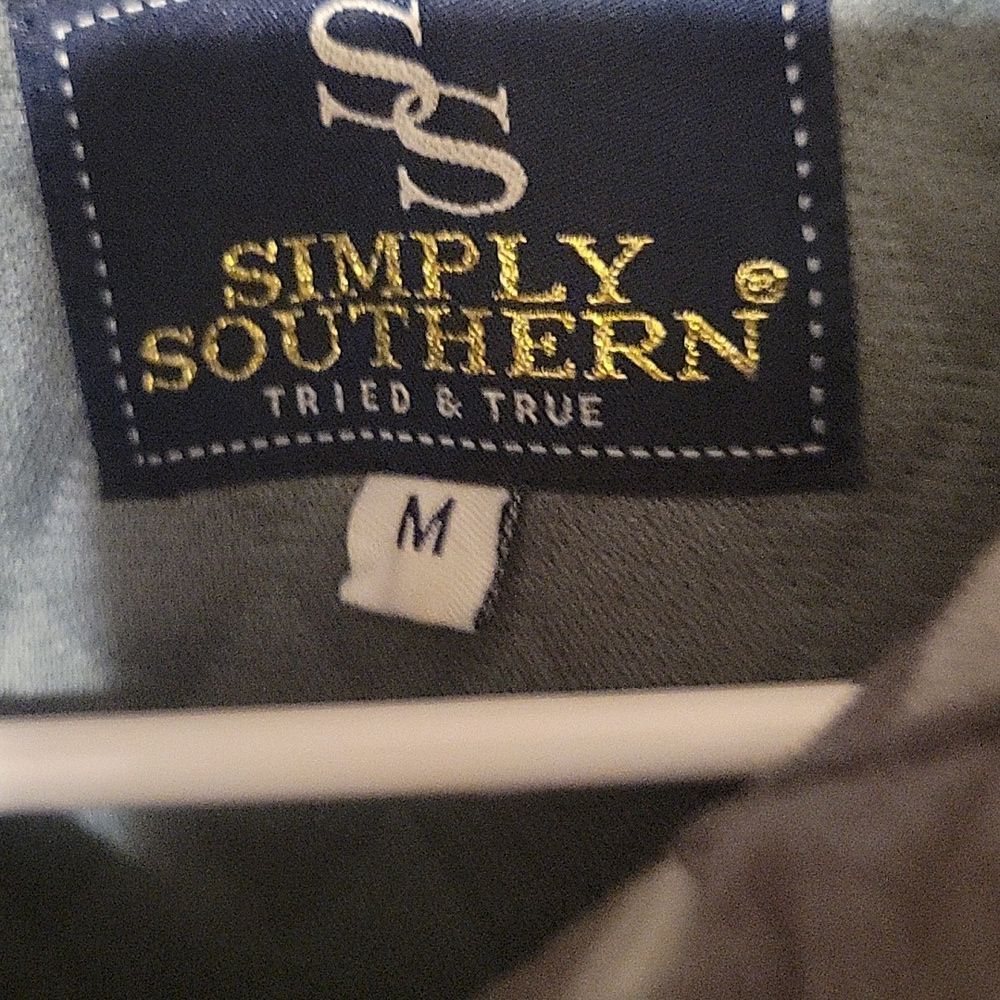 SS
SIMPLY
SOUTHERN®
TRIED & TRUE
M